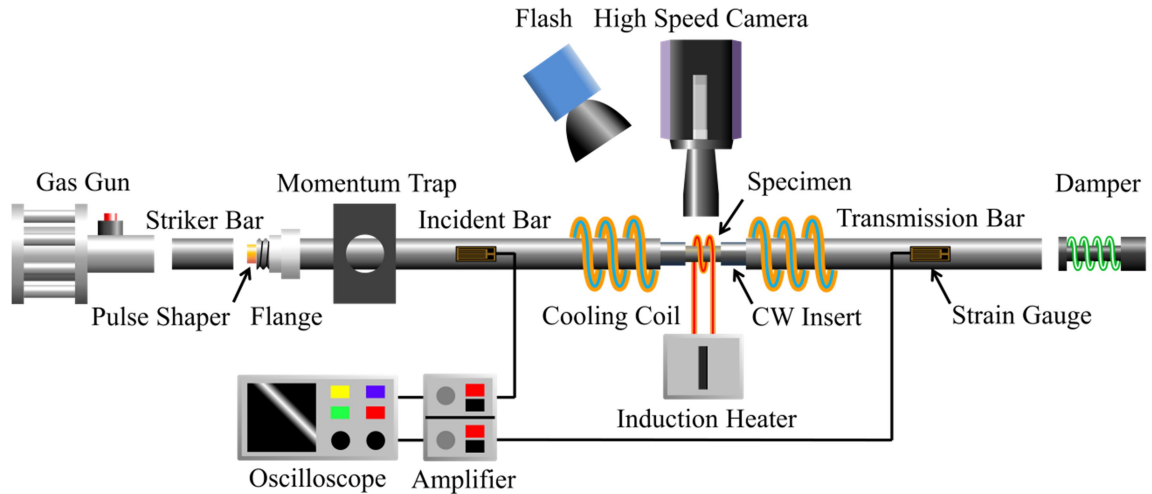 Flash
High Speed Camera
Gas Gun
Momentum Trap
Specimen
Damper
Striker Bar
Incident Bar
Transmission Bar
Pulse Shaper
Flange
Cooling Coil
CW Insert
Strain Gauge
Induction Heater
Oscilloscope
Amplifier